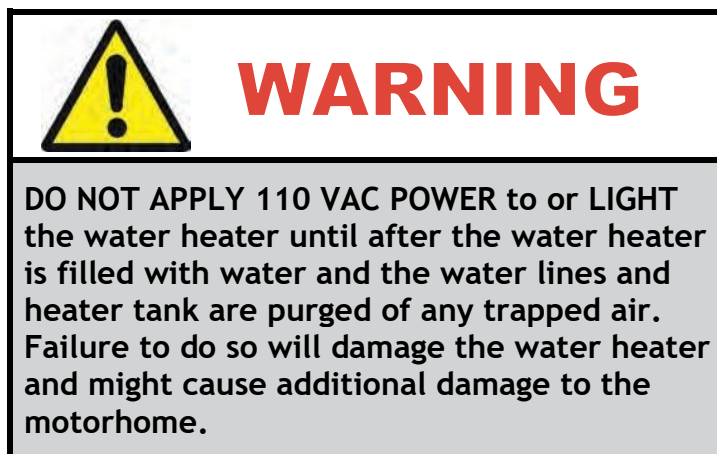 WARNING
DO NOT APPLY 110 VAC POWER to or LIGHT
the water heater until after the water heater
is filled with water and the water lines and
heater tank are purged of any trapped air.
Failure to do so will damage the water heater
and might cause additional damage to the
motorhome.